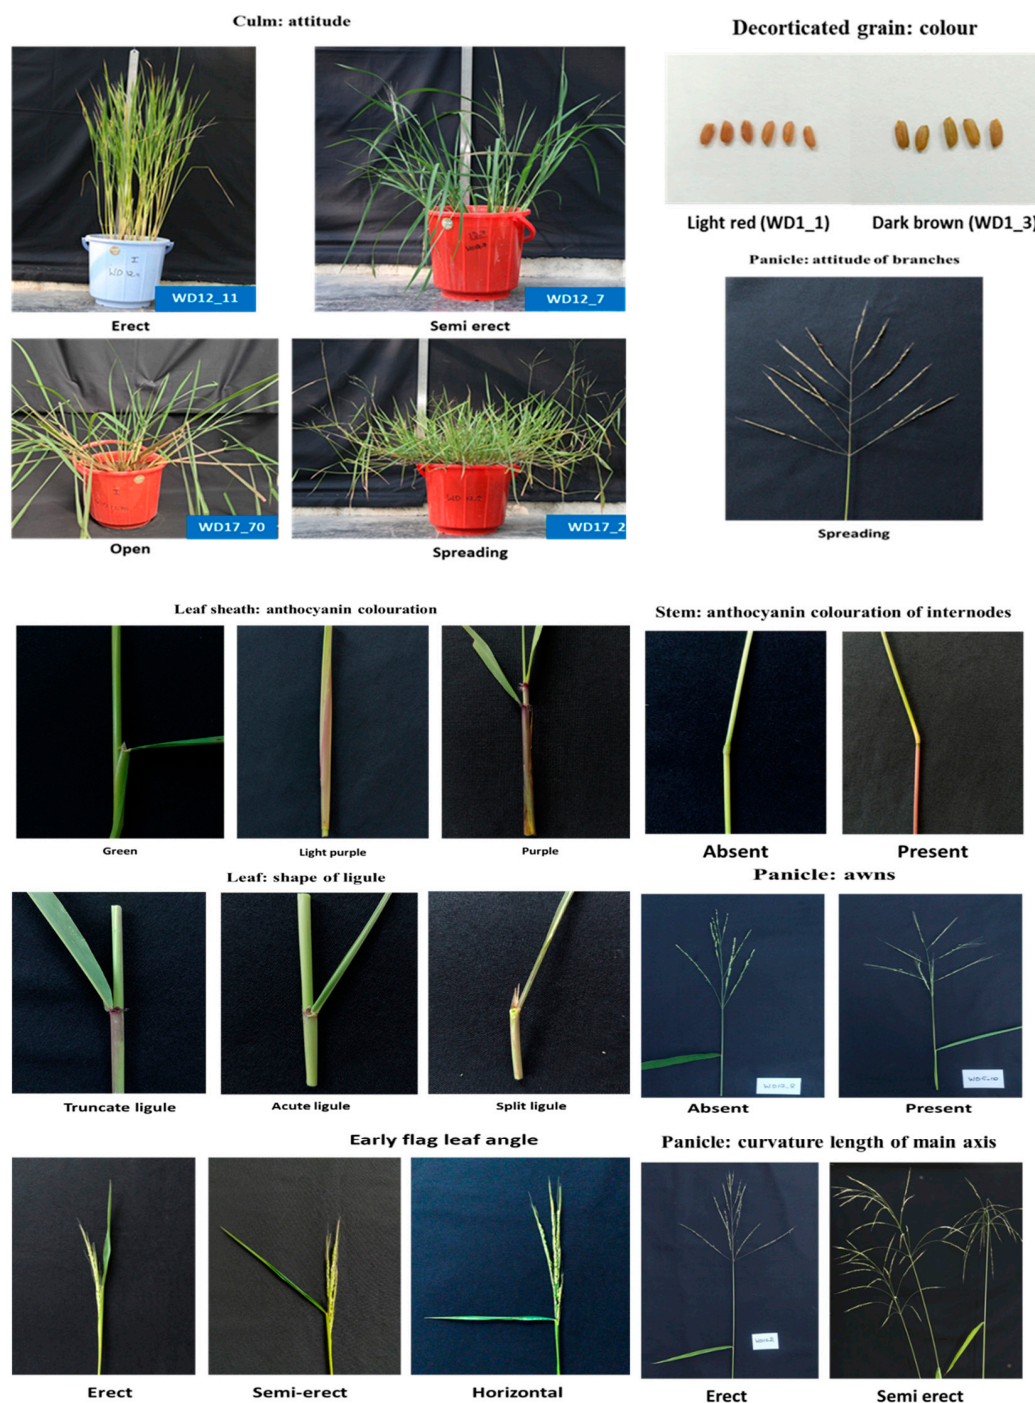 Culm: attitude
WD12_11
Erect
WD12_7
Semi erect
WD17_70
Open
WD17_2
Spreading
Decorticated grain: colour
Light red (WD1_1)
Dark brown (WD1_3)
Panicle: attitude of branches
Spreading
Leaf sheath: anthocyanin colouration
Green
Light purple
Purple
Stem: anthocyanin colouration of internodes
Absent
Present
Leaf: shape of ligule
Truncate ligule
Acute ligule
Split ligule
Panicle: awns
Absent
Present
Early flag leaf angle
Erect
Semi-erect
Horizontal
Panicle: curvature length of main axis
Erect
Semi erect